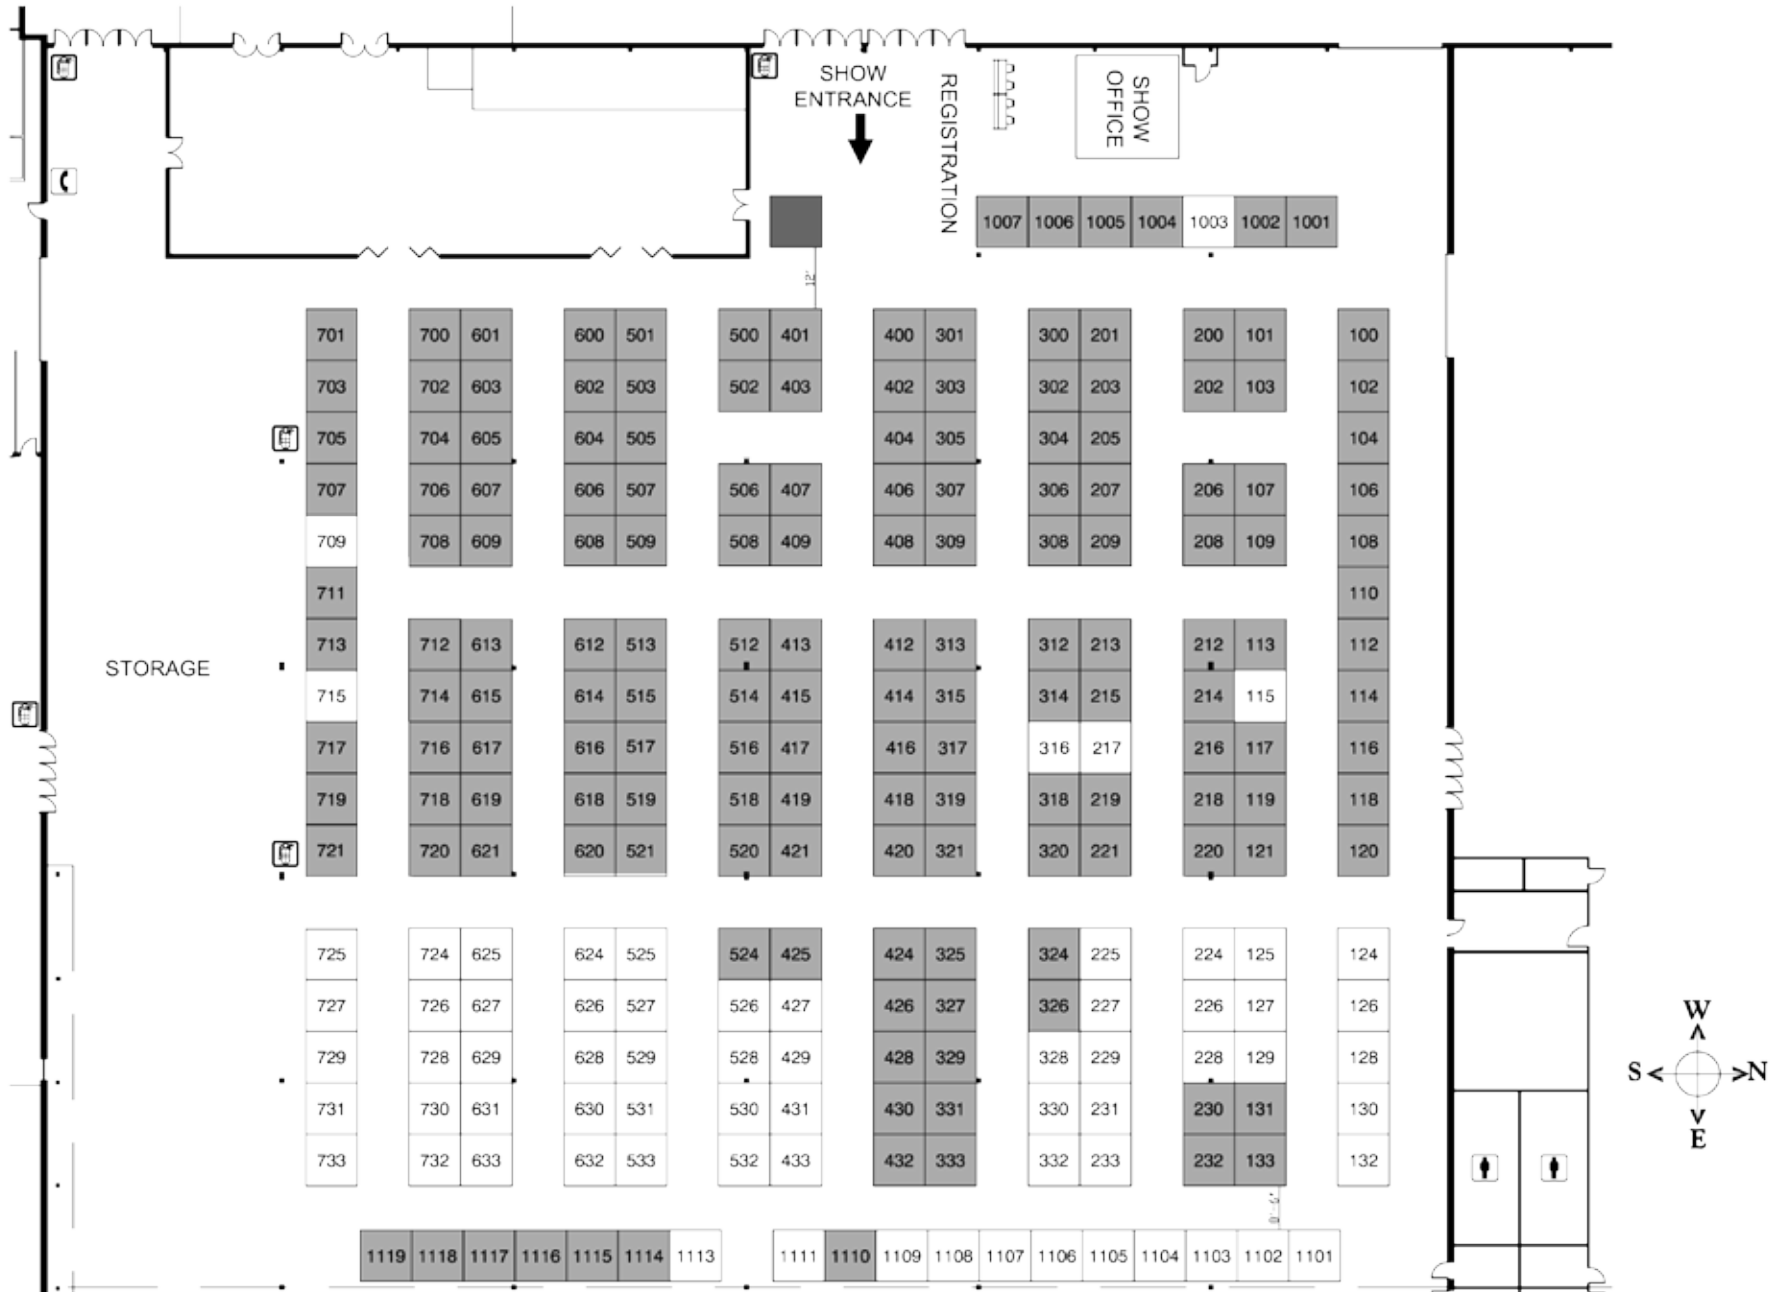 SHOW
ENTRANCE
REGISTRATION
SHOW
OFFICE
1007 1006 1005 1004 1003 1002 1001
12'
701 700 601 600 501 500 401 400 301 300 201 200 101 100
703 702 603 602 503 502 403 402 303 302 203 202 103 102
705 704 605 604 505 404 305 304 205 104
707 706 607 606 507 506 407 406 307 306 207 206 107 106
709 708 609 608 509 508 409 408 309 308 209 208 109 108
711 110
713 712 613 612 513 512 413 412 313 312 213 212 113 112
STORAGE
715 714 615 614 515 514 415 414 315 314 215 214 115 114
717 716 617 616 517 516 417 416 317 316 217 216 117 116
719 718 619 618 519 518 419 418 319 318 219 218 119 118
721 720 621 620 521 520 421 420 321 320 221 220 121 120
725 724 625 624 525 524 425 424 325 324 225 224 125 124
727 726 627 626 527 526 427 426 327 326 227 226 127 126
729 728 629 628 529 528 429 428 329 328 229 228 129 128
731 730 631 630 531 530 431 430 331 330 231 230 131 130
733 732 633 632 533 532 433 432 333 332 233 232 133 132
W
S N
E
1119 1118 1117 1116 1115 1114 1113 1111 1110 1109 1108 1107 1106 1105 1104 1103 1102 1101